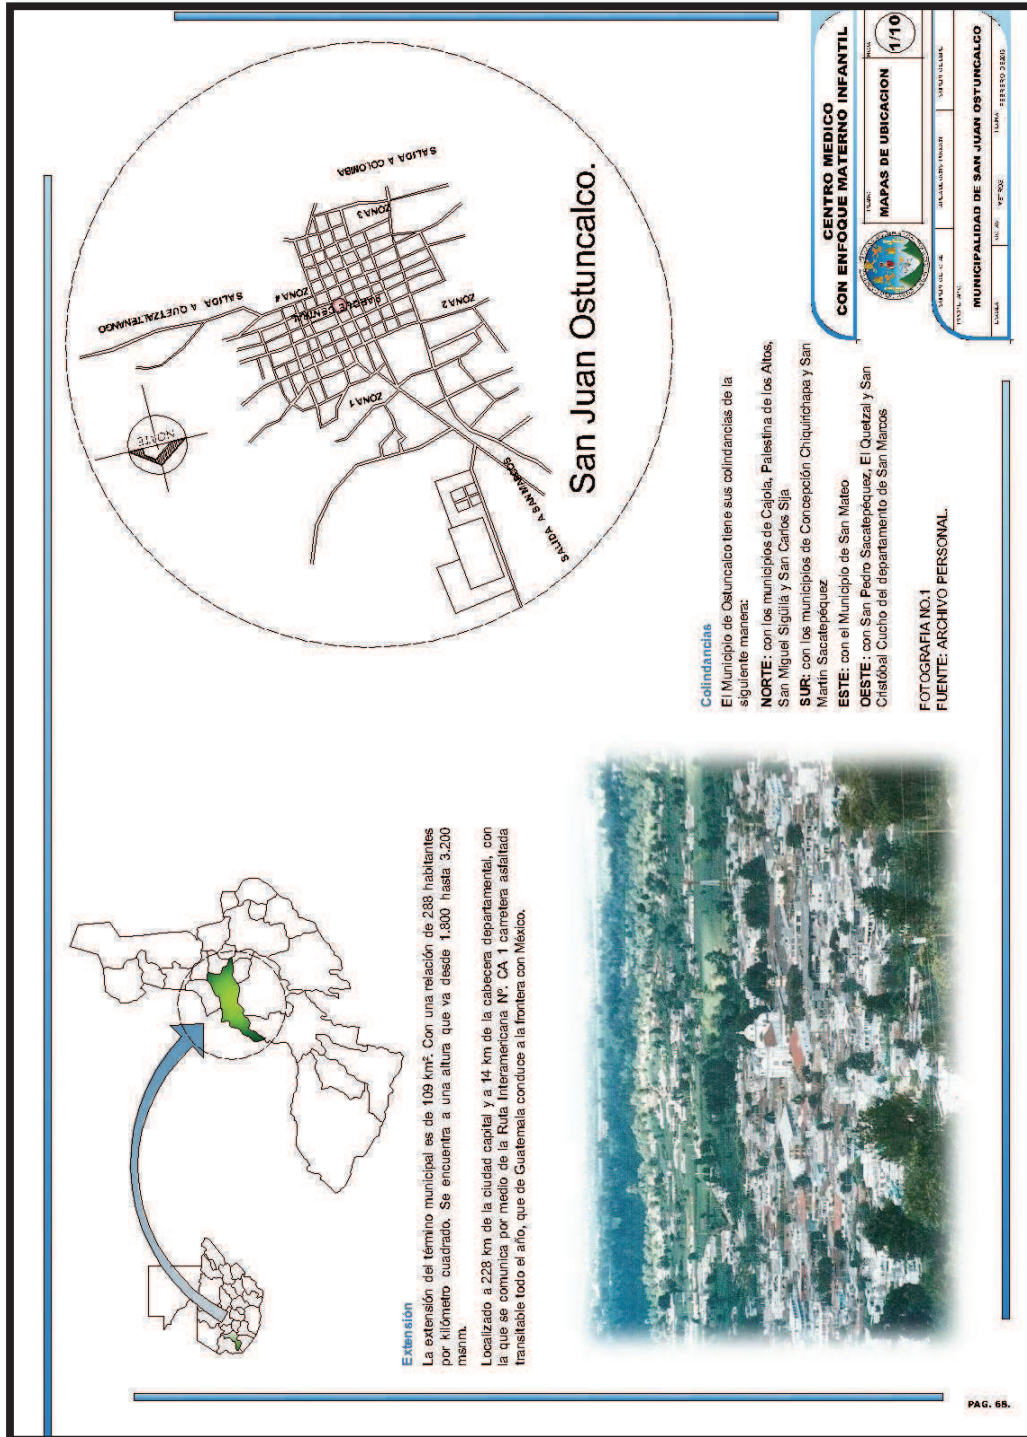 Extensión
La extensión del término municipal es de 109 km². Con una relación de 288 habitantes
por kilómetro cuadrado. Se encuentra a una altura que va desde 1.800 hasta 3.200
msnm.
Localizado a 228 km de la ciudad capital y a 14 km de la cabecera departamental, con
la que se comunica por medio de la Ruta Interamericana Nº. CA 1 carretera asfaltada
transitable todo el año, que de Guatemala conduce a la frontera con México.
NORTE
SALIDA A QUETZALTENANGO
SALIDA A COLOMBA
ZONA 4
ZONA 3
PARQUE CENTRAL
ZONA 1
ZONA 2
SALIDA A SAN MARCOS
San Juan Ostuncalco.
Colindancias
El Municipio de Ostuncalco tiene sus colindancias de la
siguiente manera:
NORTE: con los municipios de Cajola, Palestina de los Altos,
San Miguel Sigüilá y San Carlos Sija
SUR: con los municipios de Concepción Chiquirichapa y San
Martín Sacatepéquez
ESTE: con el Municipio de San Mateo
OESTE: con San Pedro Sacatepéquez, El Quetzal y San
Cristóbal Cucho del departamento de San Marcos
FOTOGRAFIA NO.1
FUENTE: ARCHIVO PERSONAL.
CENTRO MEDICO
CON ENFOQUE MATERNO INFANTIL
MAPAS DE UBICACION
1/10
MUNICIPALIDAD DE SAN JUAN OSTUNCALCO
METROS
FEBRERO
PAG. 68.